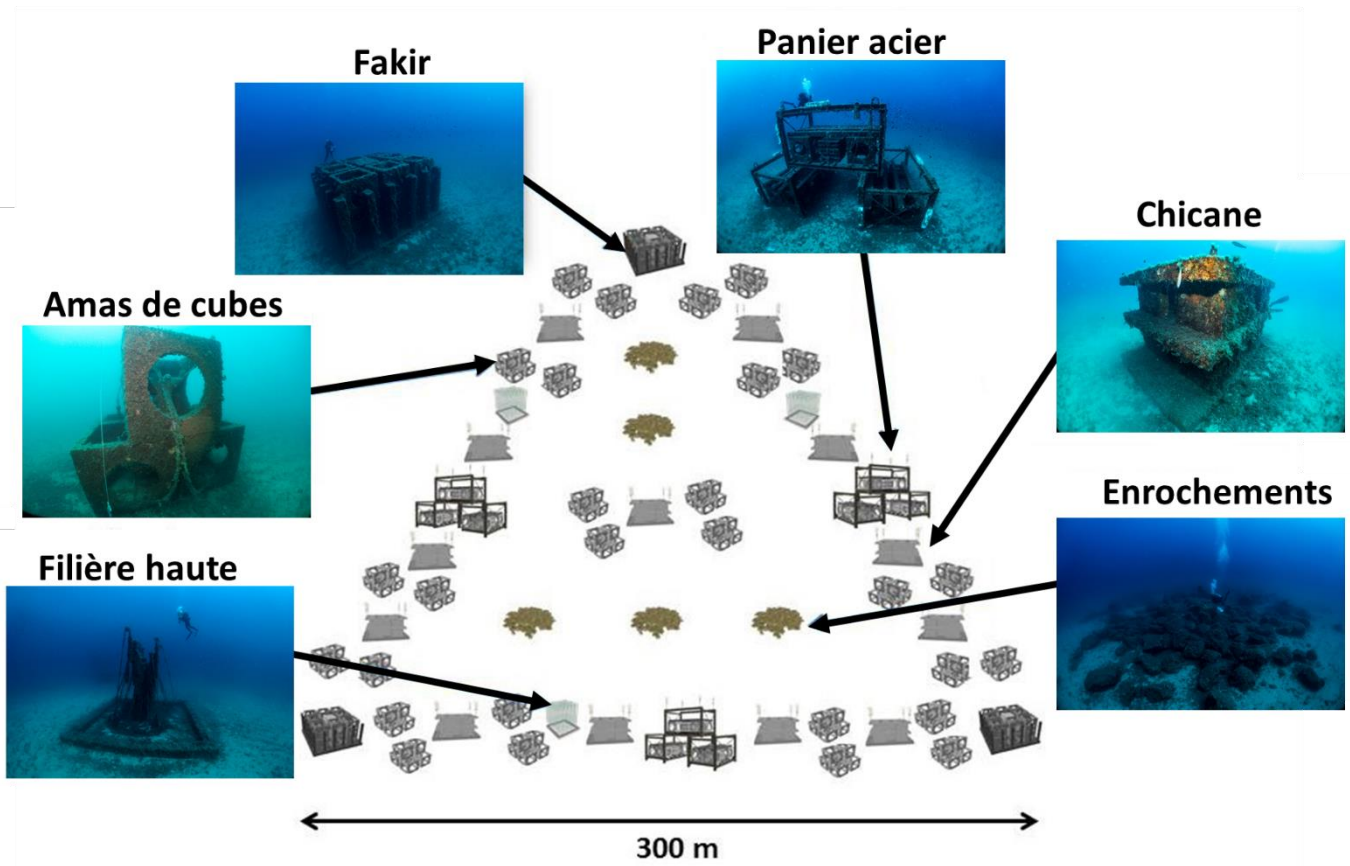 Fakir
Panier acier
Chicane
Amas de cubes
Enrochements
Filière haute
300 m